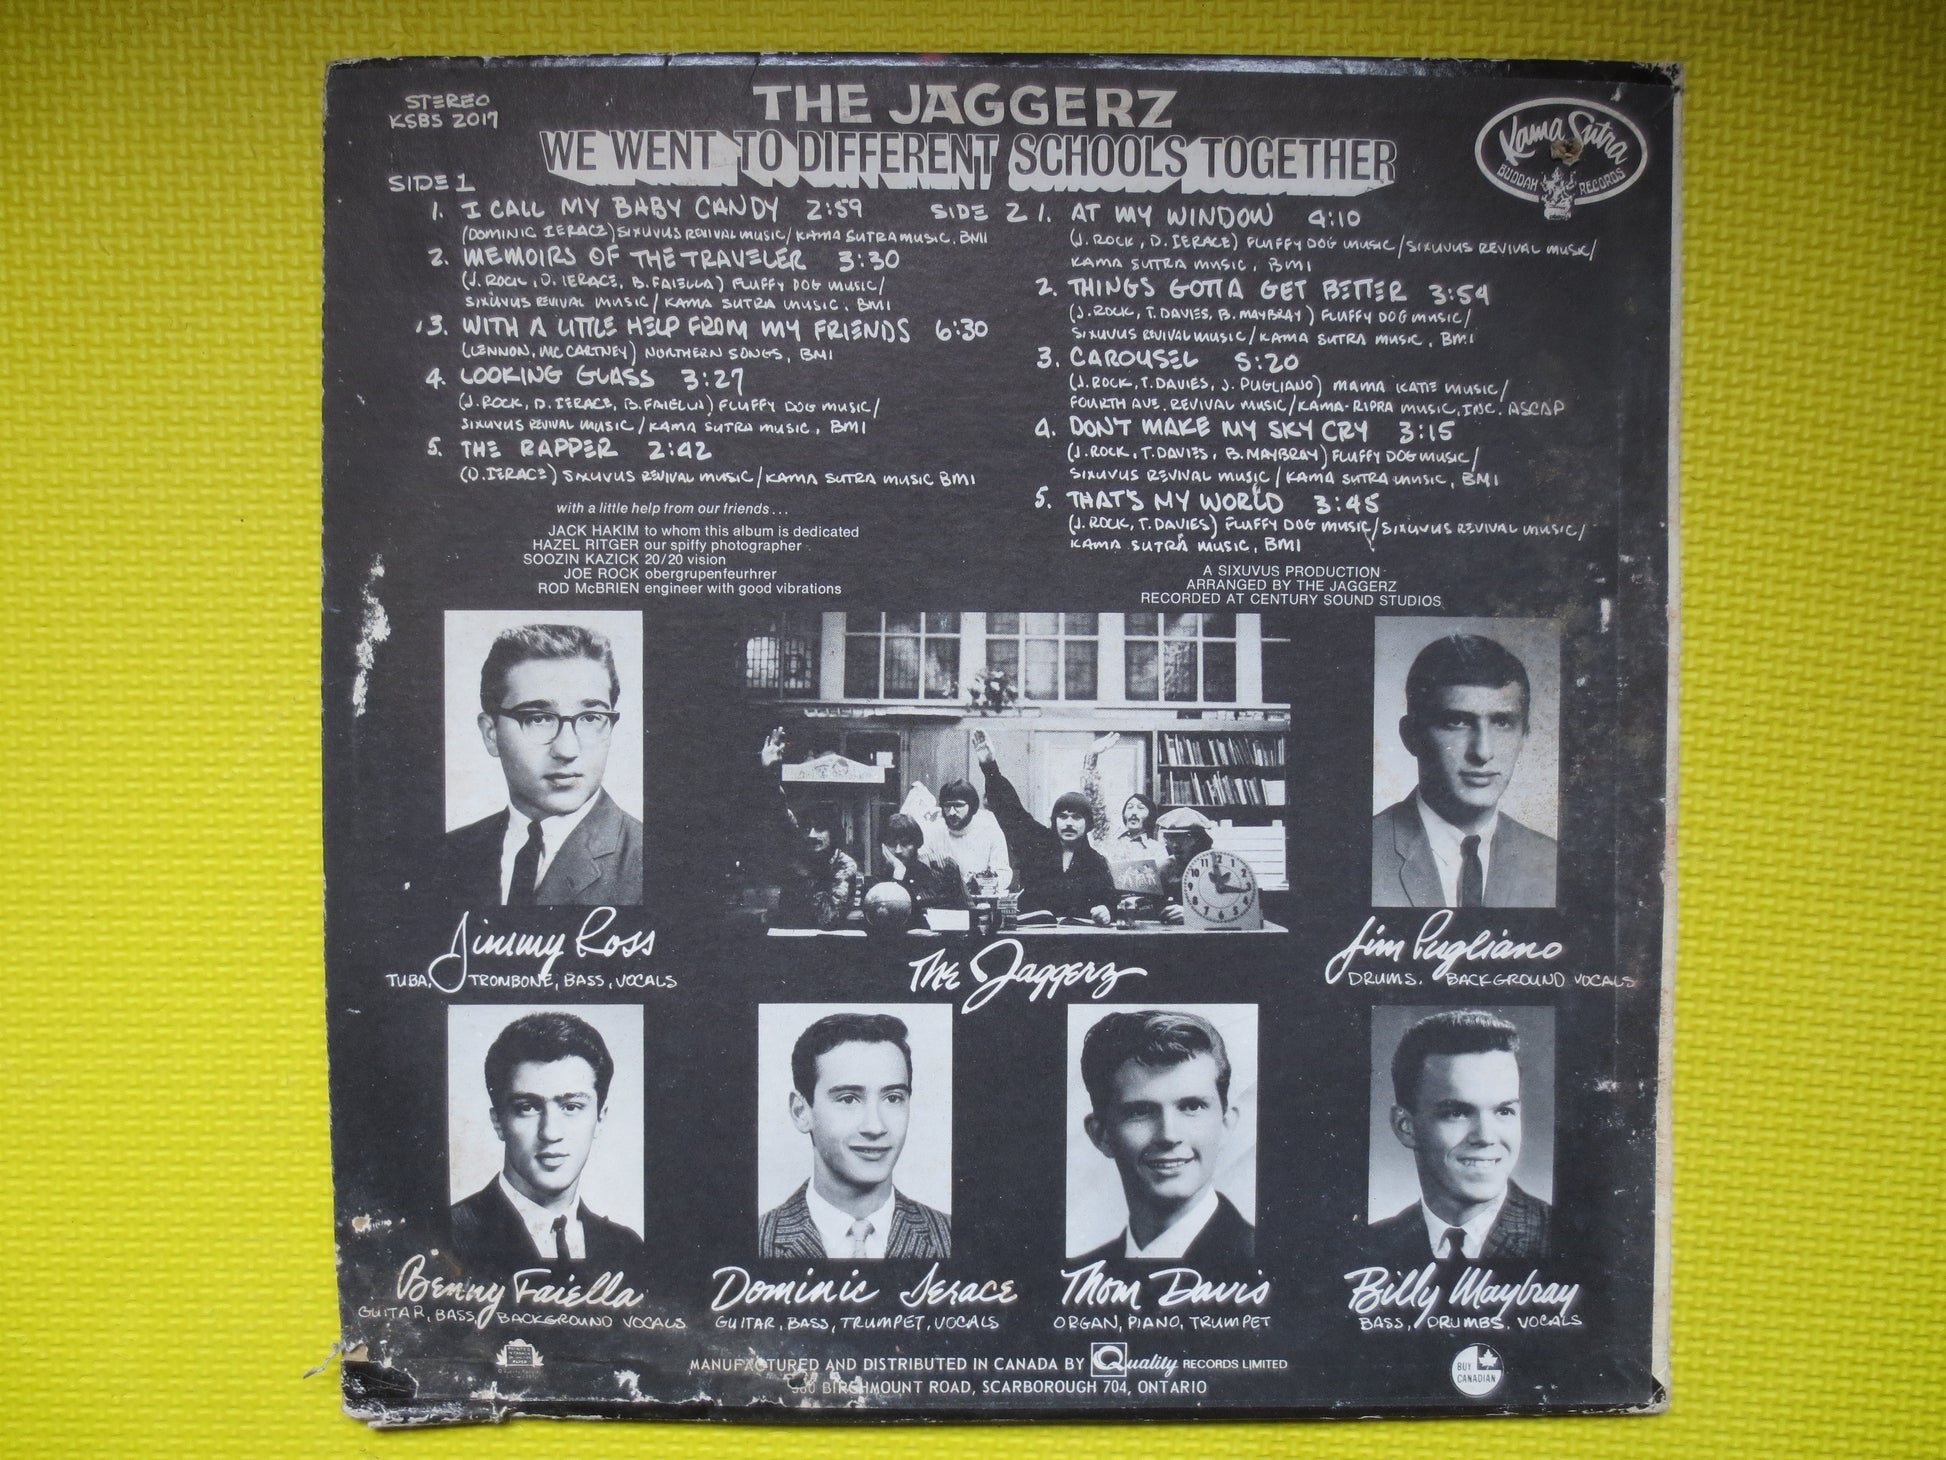 STEREO
KSBS 2017
THE JAGGERZ
WE WENT TO DIFFERENT SCHOOLS TOGETHER
Kama Sutra
BUDDAH RECORDS
SIDE 1
1. I CALL MY BABY CANDY 2:59
(DOMINIC IERACE) SIXUVUS REVIVAL MUSIC/KAMA SUTRA MUSIC. BMI
2. MEMOIRS OF THE TRAVELER 3:30
(J. ROCK, D. IERACE, B. FAIELLA) FLUFFY DOG MUSIC/
SIXUVUS REVIVAL MUSIC/KAMA SUTRA MUSIC. BMI
3. WITH A LITTLE HELP FROM MY FRIENDS 6:30
(LENNON, MC CARTNEY) NORTHERN SONGS, BMI
4. LOOKING GLASS 3:27
(J. ROCK, D. IERACE, B. FAIELLA) FLUFFY DOG MUSIC/
SIXUVUS REVIVAL MUSIC/KAMA SUTRA MUSIC, BMI
5. THE RAPPER 2:42
(D. IERACE) SIXUVUS REVIVAL MUSIC/KAMA SUTRA MUSIC BMI
SIDE 2 1. AT MY WINDOW 4:10
(J. ROCK, D. IERACE) FLUFFY DOG MUSIC/SIXUVUS REVIVAL MUSIC/
KAMA SUTRA MUSIC, BMI
2. THINGS GOTTA GET BETTER 3:54
(J. ROCK, T. DAVIES, B. MAYBRAY) FLUFFY DOG MUSIC/
SIXUVUS REVIVAL MUSIC/KAMA SUTRA MUSIC, BMI
3. CAROUSEL 5:20
(J. ROCK, T. DAVIES, J. PUGLIANO) MAMA KATIE MUSIC/
FOURTH AVE. REVIVAL MUSIC/KAMA-RIPRA MUSIC, INC. ASCAP
4. DON'T MAKE MY SKY CRY 3:15
(J. ROCK, T. DAVIES, B. MAYBRAY) FLUFFY DOG MUSIC/
SIXUVUS REVIVAL MUSIC/KAMA SUTRA MUSIC, BMI
5. THAT'S MY WORLD 3:45
(J. ROCK, T. DAVIES) FLUFFY DOG MUSIC/SIXUVUS REVIVAL MUSIC/
KAMA SUTRA MUSIC, BMI
with a little help from our friends...
JACK HAKIM to whom this album is dedicated
HAZEL RITGER our spiffy photographer
SOOZIN KAZICK 20/20 vision
JOE ROCK obergrupenfeurhrer
ROD McBRIEN engineer with good vibrations
A SIXUVUS PRODUCTION
ARRANGED BY THE JAGGERZ
RECORDED AT CENTURY SOUND STUDIOS
Jimmy Ross
TUBA, TROMBONE, BASS, VOCALS
The Jaggerz
Jim Pugliano
DRUMS. BACKGROUND VOCALS
Benny Faiella
GUITAR, BASS, BACKGROUND VOCALS
Dominic Ierace
GUITAR, BASS, TRUMPET, VOCALS
Thom Davis
ORGAN, PIANO, TRUMPET
Billy Maybray
BASS, DRUMBS, VOCALS
MANUFACTURED AND DISTRIBUTED IN CANADA BY Quality RECORDS LIMITED
380 BIRCHMOUNT ROAD, SCARBOROUGH 704, ONTARIO
BUY
CANADIAN